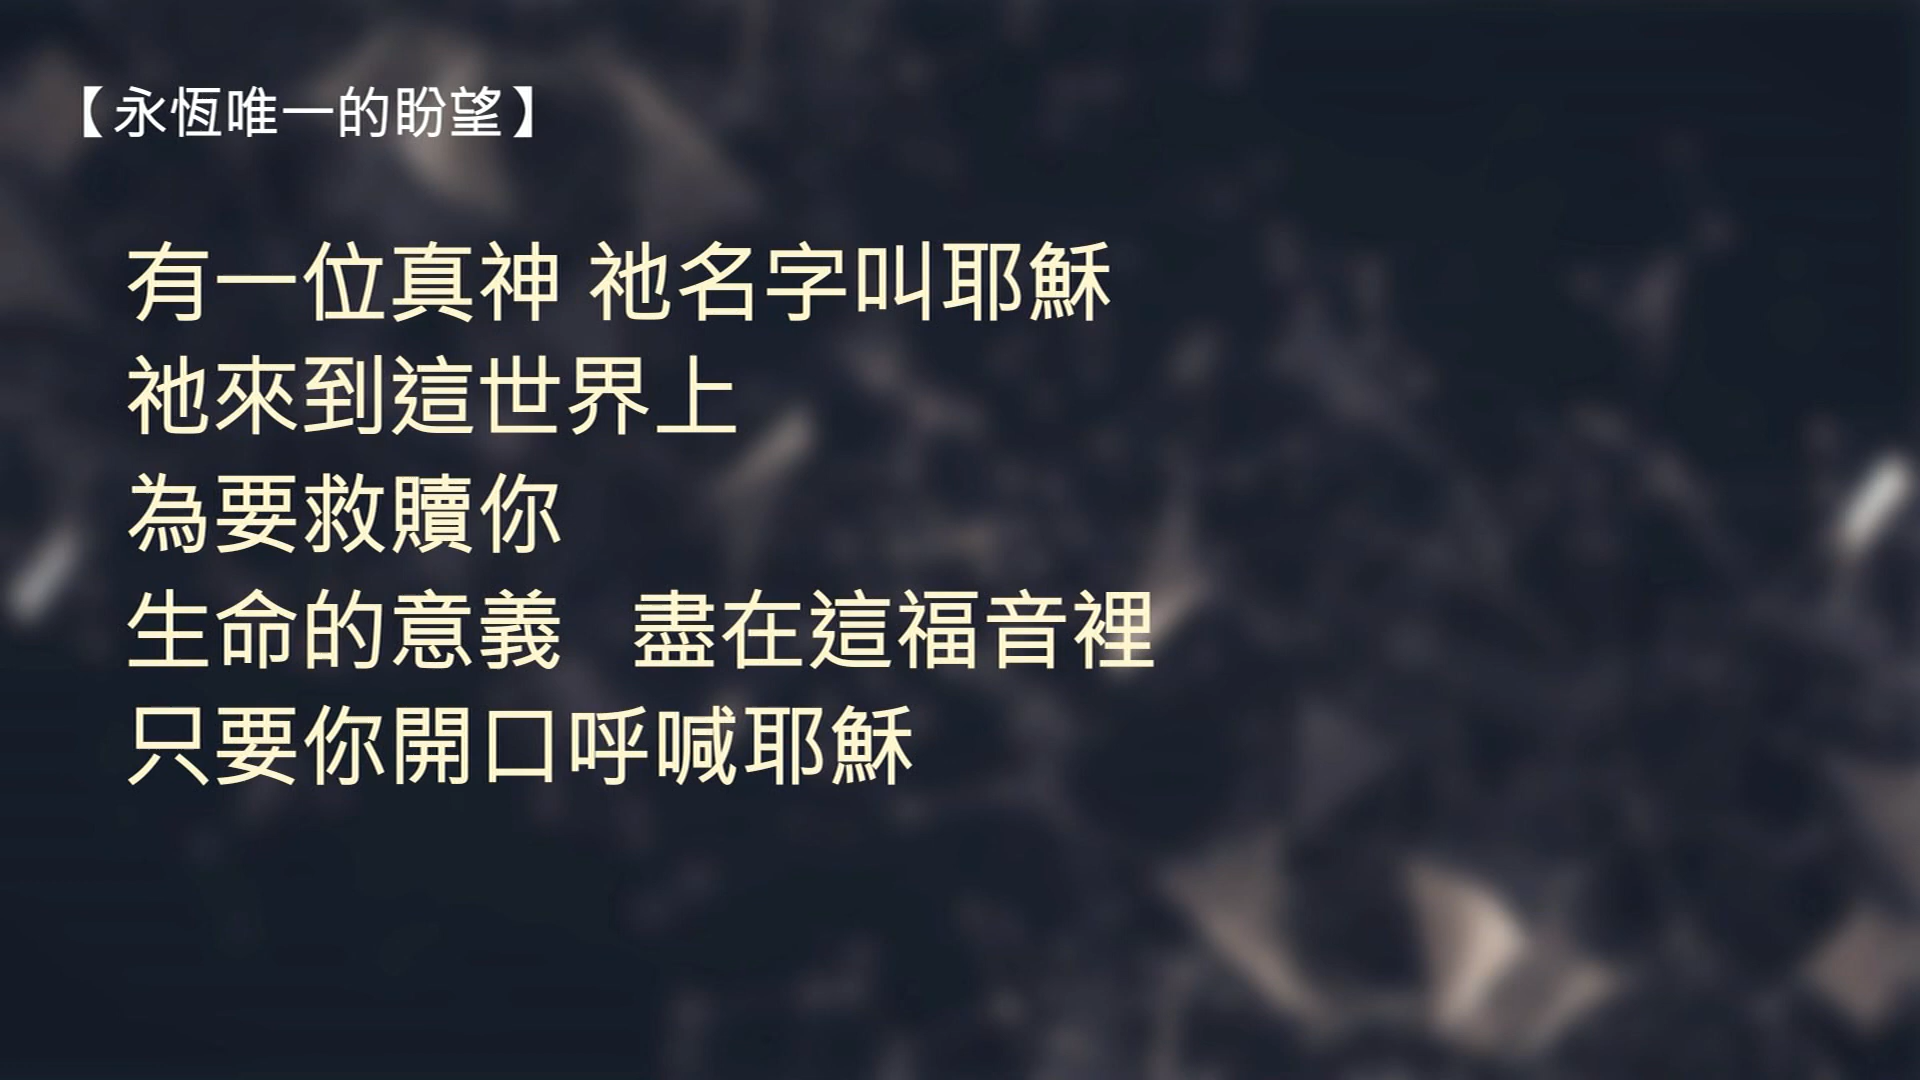 【永恆唯一的盼望】
有一位真神 祂名字叫耶穌
祂來到這世界上
為要救贖你
生命的意義  盡在這福音裡
只要你開口呼喊耶穌